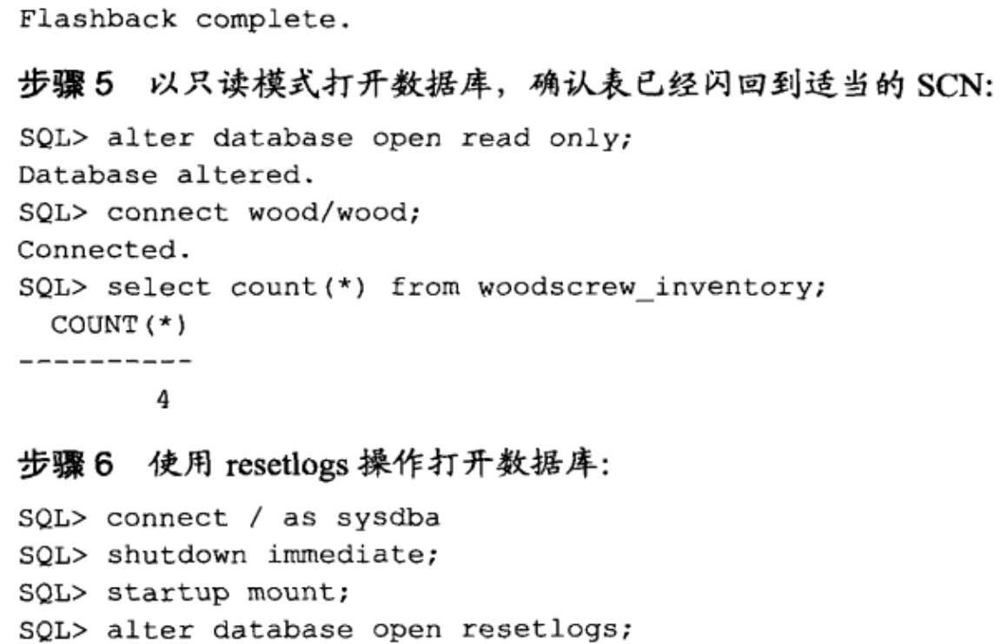 Flashback complete.
步骤 5 以只读模式打开数据库，确认表已经闪回到适当的 SCN:
SQL> alter database open read only;
Database altered.
SQL> connect wood/wood;
Connected.
SQL> select count(*) from woodscrew_inventory;
COUNT(*)
----------
4
步骤 6 使用 resetlogs 操作打开数据库:
SQL> connect / as sysdba
SQL> shutdown immediate;
SQL> startup mount;
SQL> alter database open resetlogs;